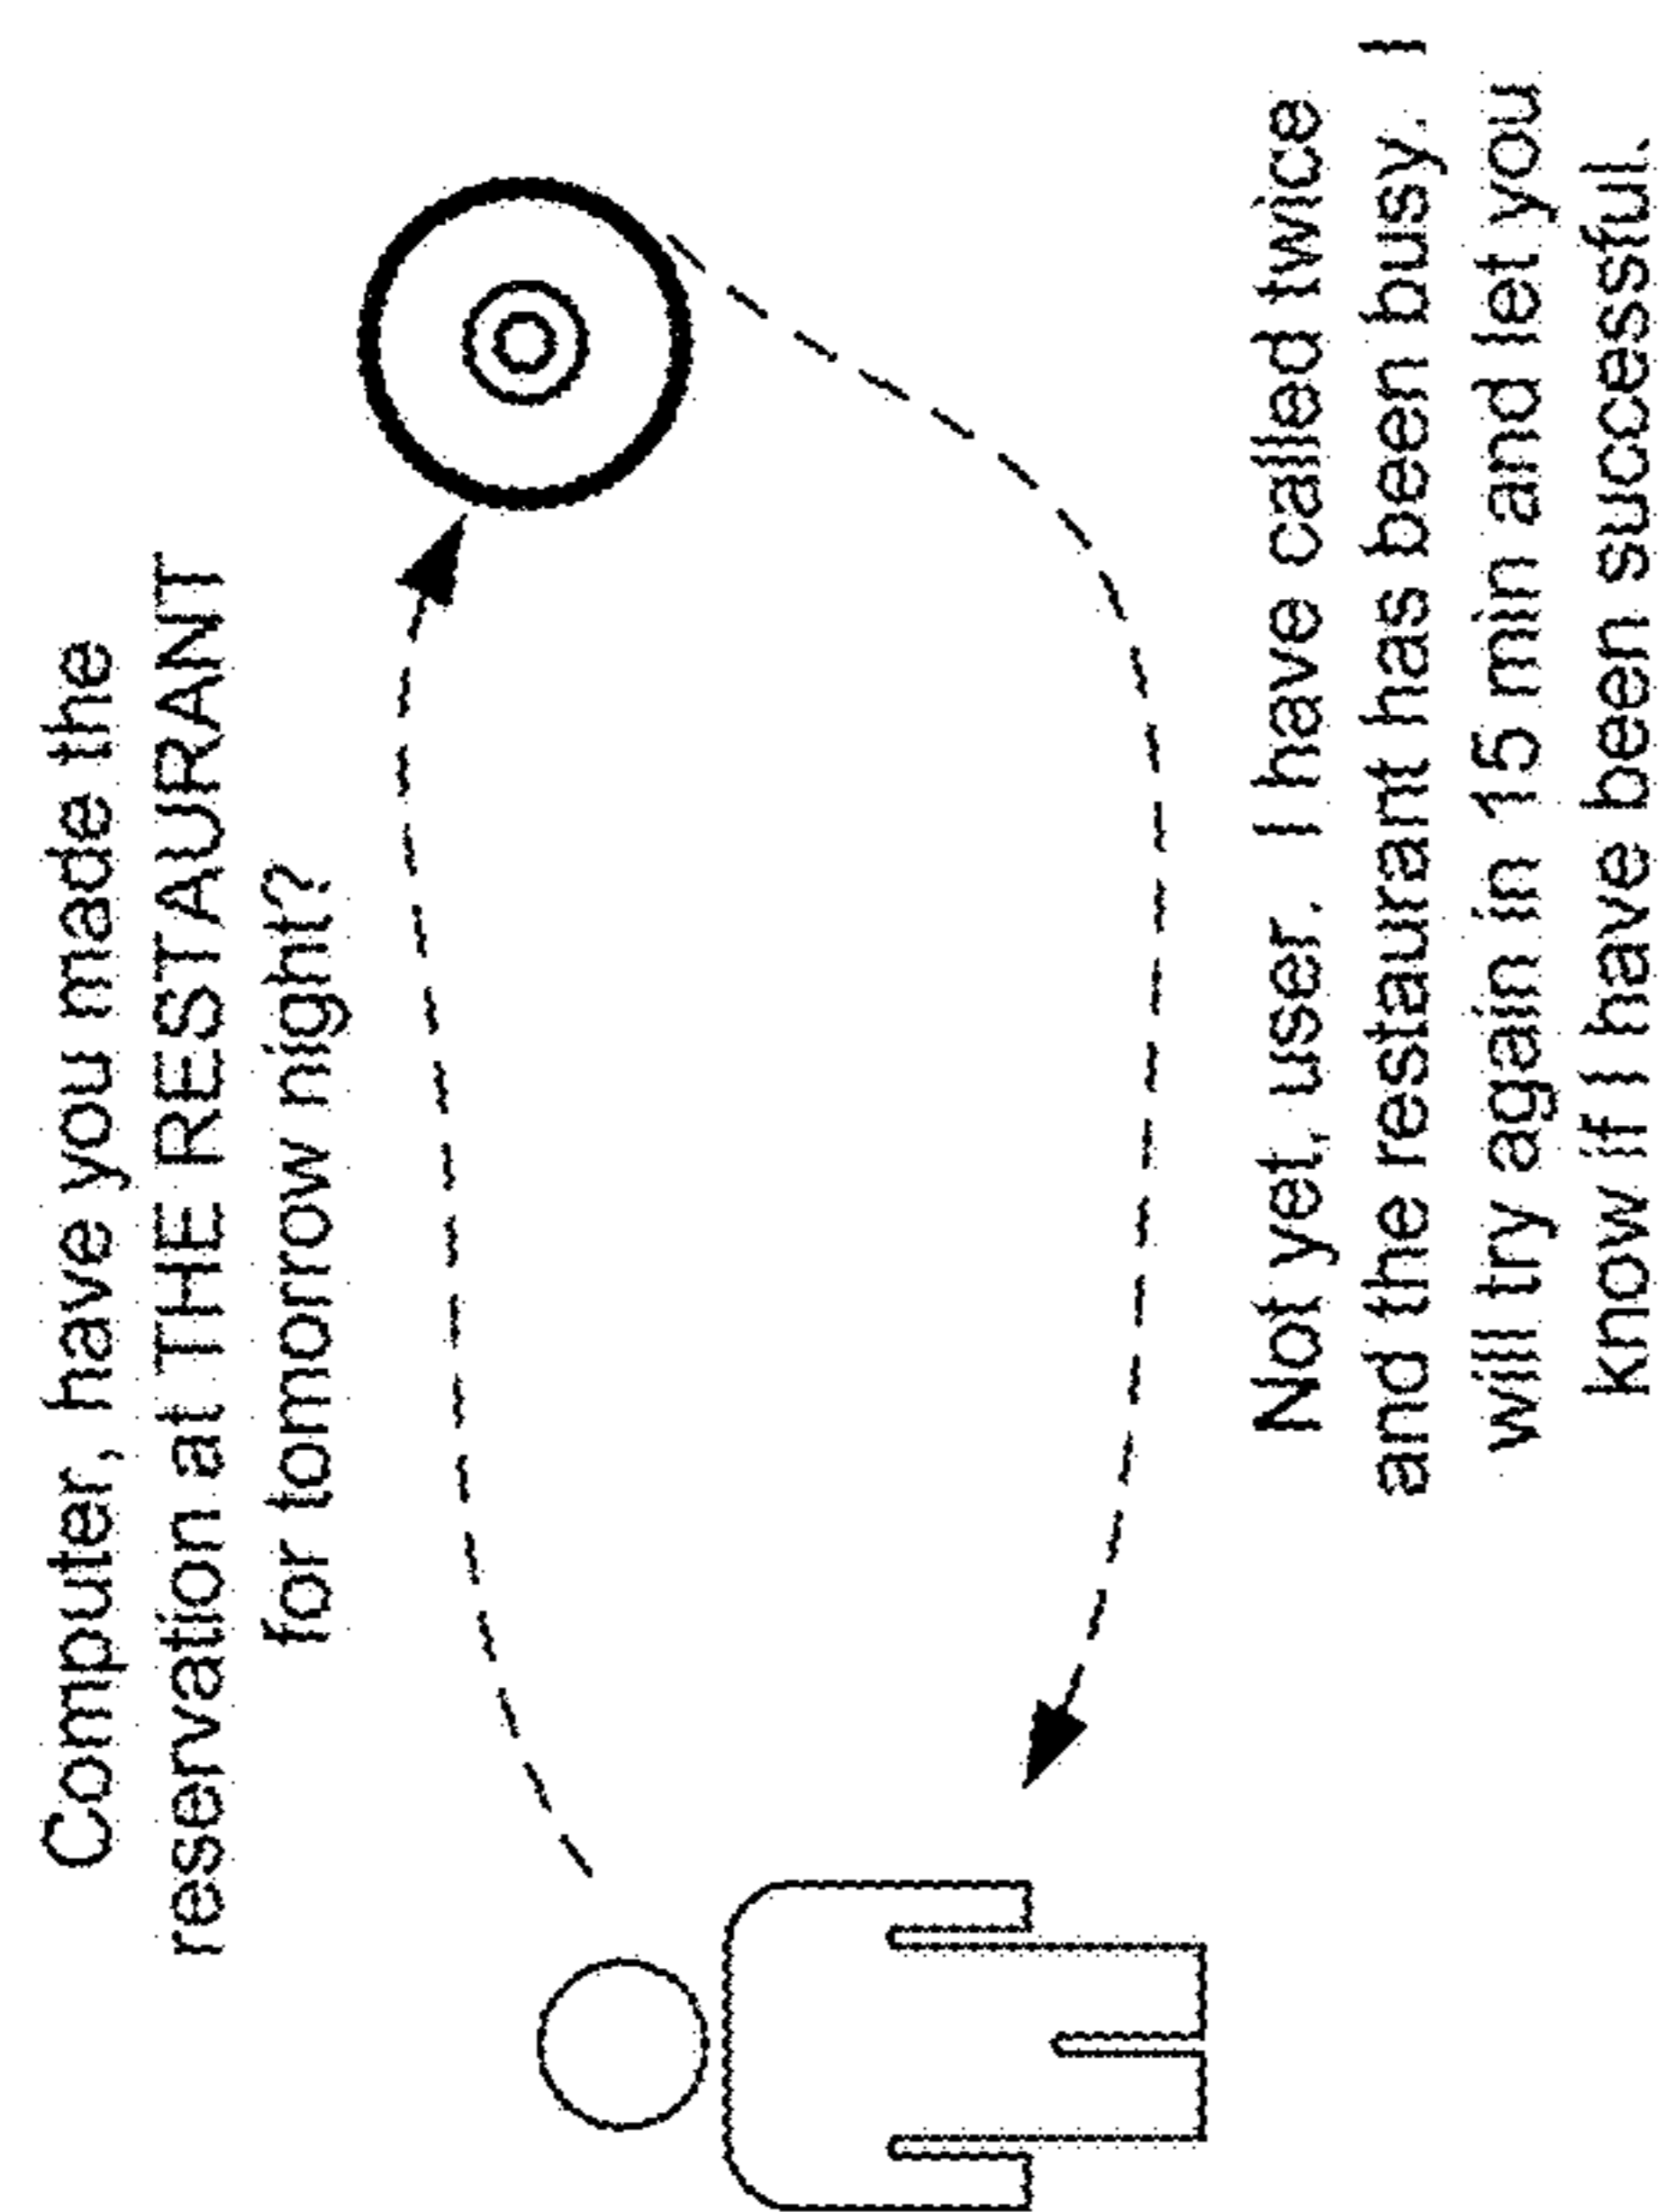 Computer, have you made the
reservation at THE RESTAURANT
for tomorrow night?
Not yet, user. I have called twice
and the restaurant has been busy. I
will try again in 15 min and let you
know if I have been successful.